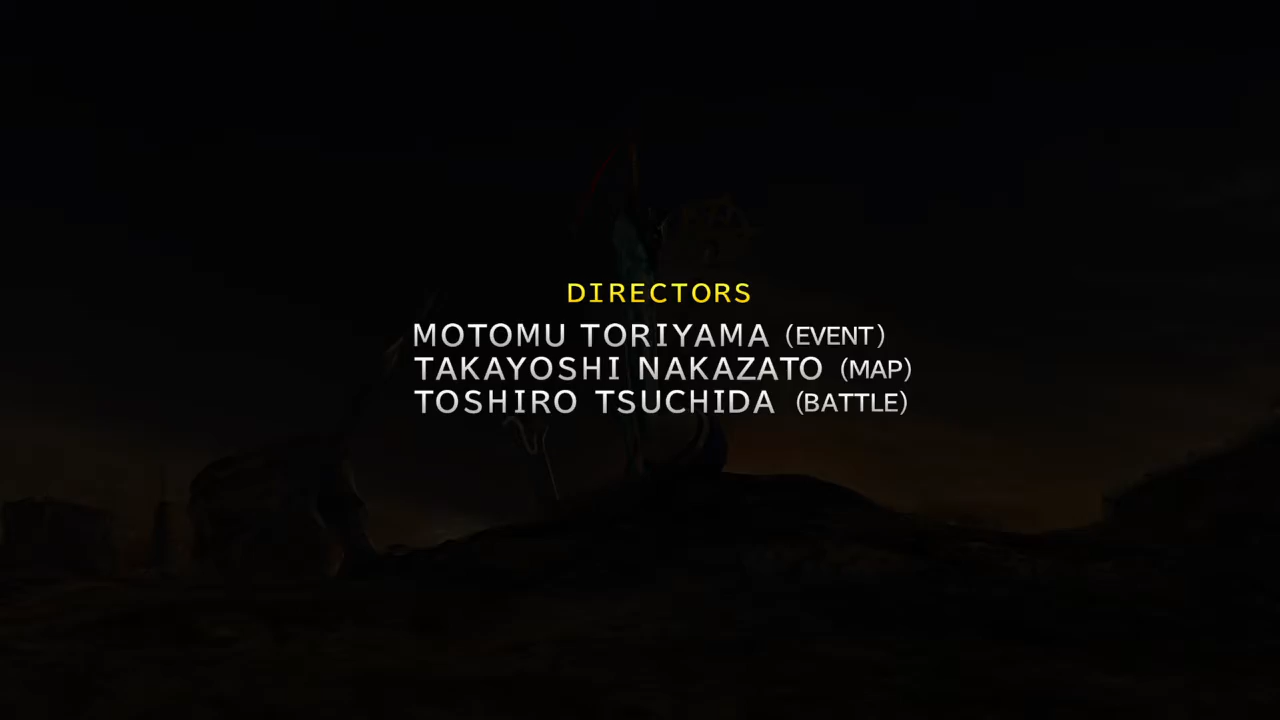 DIRECTORS
MOTOMU TORIYAMA (EVENT)
TAKAYOSHI NAKAZATO (MAP)
TOSHIRO TSUCHIDA (BATTLE)